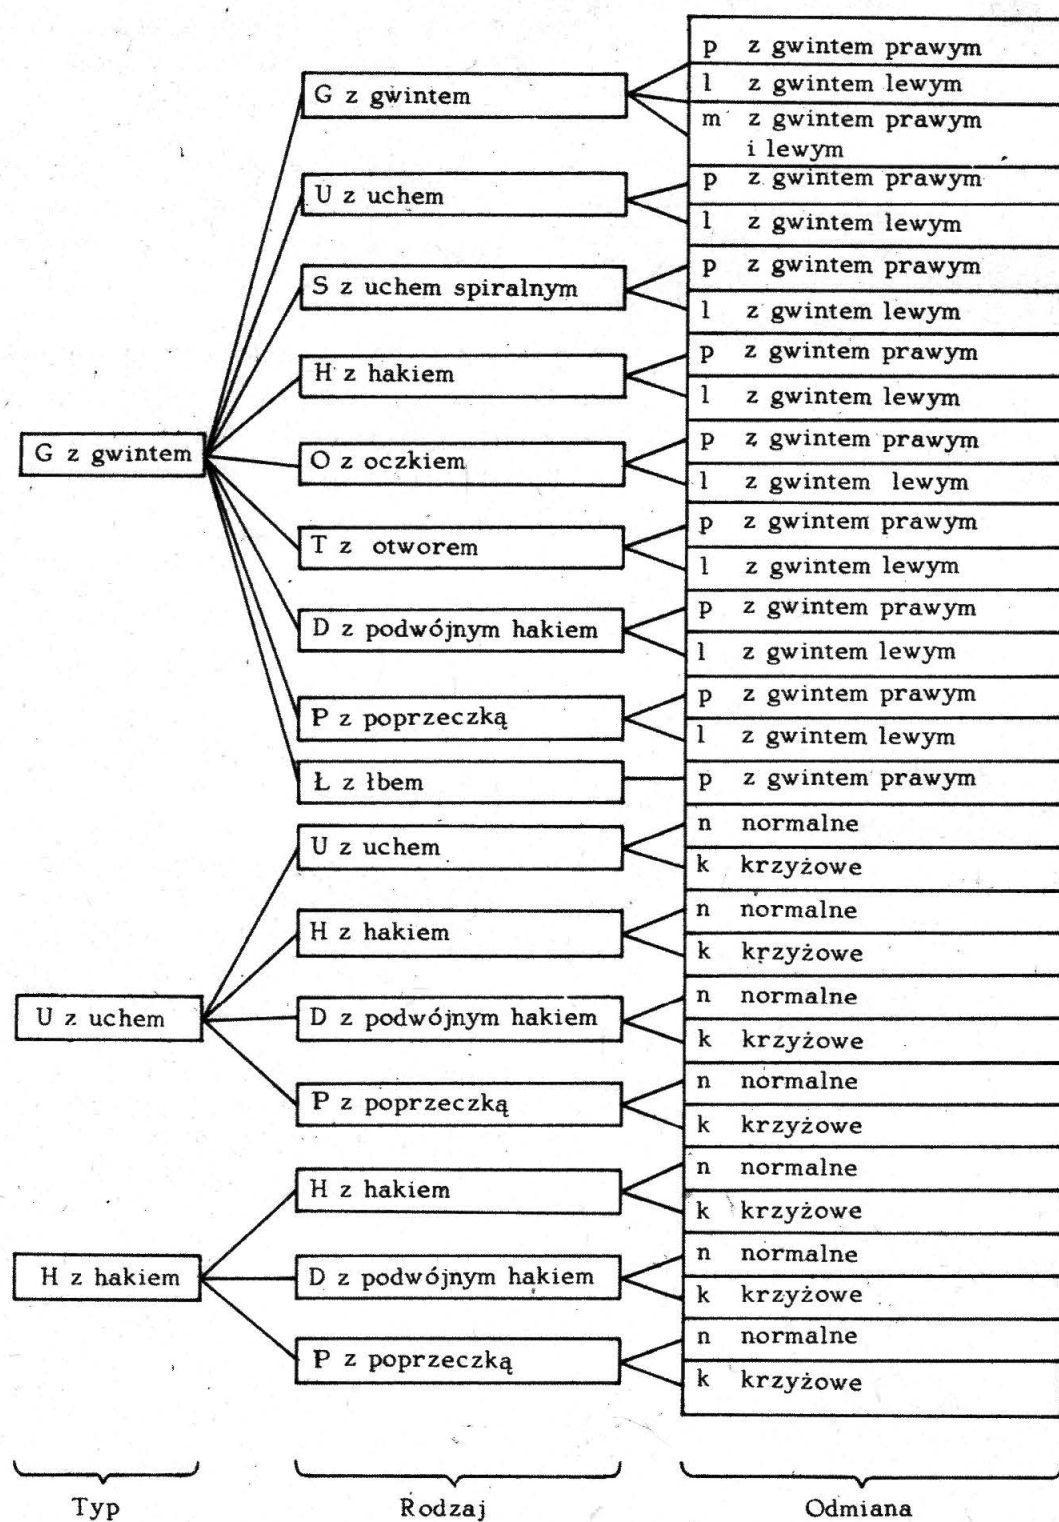 G z gwintem
G z gwintem
p z gwintem prawym
l z gwintem lewym
m z gwintem prawym
i lewym
U z uchem
p z gwintem prawym
l z gwintem lewym
S z uchem spiralnym
p z gwintem prawym
l z gwintem lewym
H z hakiem
p z gwintem prawym
l z gwintem lewym
O z oczkiem
p z gwintem prawym
l z gwintem lewym
T z otworem
p z gwintem prawym
l z gwintem lewym
D z podwójnym hakiem
p z gwintem prawym
l z gwintem lewym
P z poprzeczką
p z gwintem prawym
l z gwintem lewym
Ł z łbem
p z gwintem prawym
U z uchem
U z uchem
n normalne
k krzyżowe
H z hakiem
n normalne
k krzyżowe
D z podwójnym hakiem
n normalne
k krzyżowe
P z poprzeczką
n normalne
k krzyżowe
H z hakiem
H z hakiem
n normalne
k krzyżowe
D z podwójnym hakiem
n normalne
k krzyżowe
P z poprzeczką
n normalne
k krzyżowe
Typ
Rodzaj
Odmiana